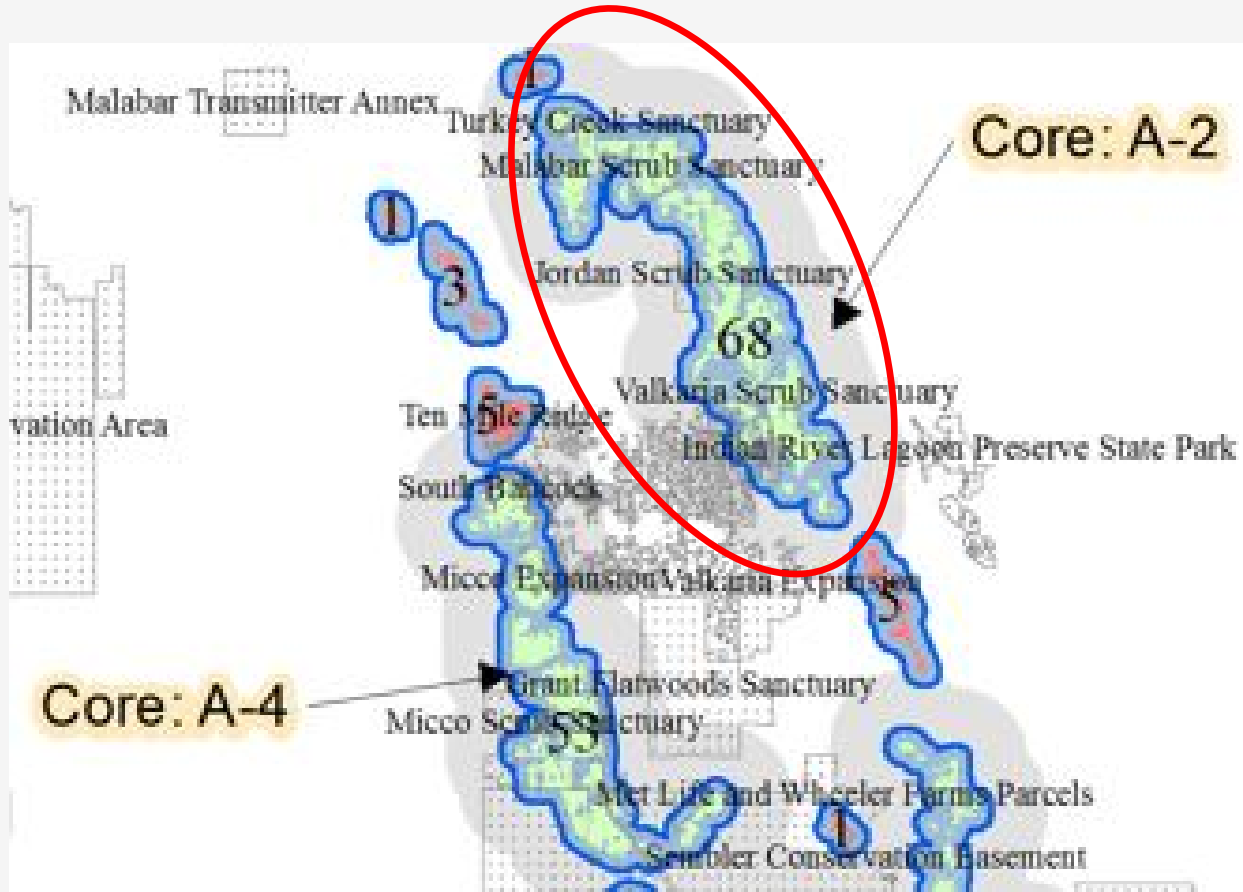 1
Malabar Transmitter Annex
Turkey Creek Sanctuary
Core: A-2
Malabar Scrub Sanctuary
1
Jordan Scrub Sanctuary
3
68
Valkaria Scrub Sanctuary
Ten Mile Ridge
5
vation Area
Indian River Lagoon Preserve State Park
South Babcock
Micco Expansion
Valkaria Expansion
5
Grant Flatwoods Sanctuary
Core: A-4
Micco Scrub Sanctuary
53
Met Life and Wheeler Farms Parcels
1
Sembler Conservation Easement